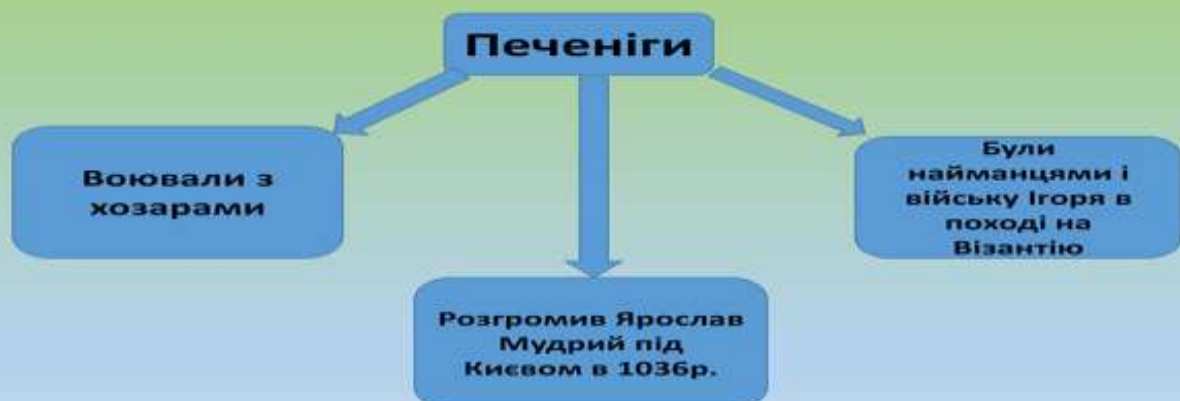 Печеніги
Воювали з
хозарами
Були
найманцями і
війську Ігоря в
поході на
Візантію
Розгромив Ярослав
Мудрий під
Києвом в 1036р.